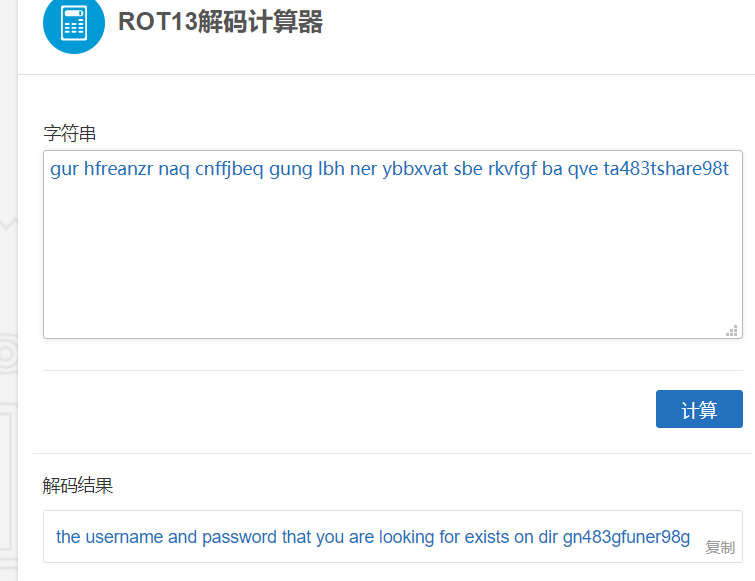 ROT13解码计算器
字符串
gur hfreanzr naq cnffjbeq gung lbh ner ybbxvat sbe rkvfgf ba qve ta483tshare98t
计算
解码结果
the username and password that you are looking for exists on dir gn483gfuner98g
复制